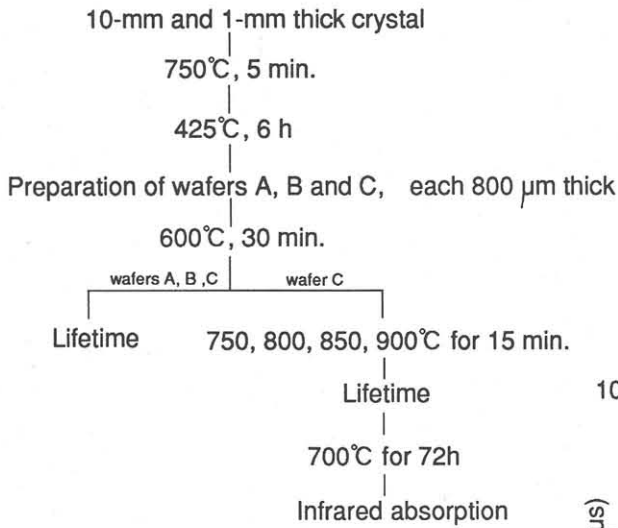 10-mm and 1-mm thick crystal
750℃, 5 min.
425℃, 6 h
Preparation of wafers A, B and C, each 800 μm thick
600℃, 30 min.
wafers A, B ,C wafer C
Lifetime 750, 800, 850, 900℃ for 15 min.
Lifetime
10
700℃ for 72h
Infrared absorption